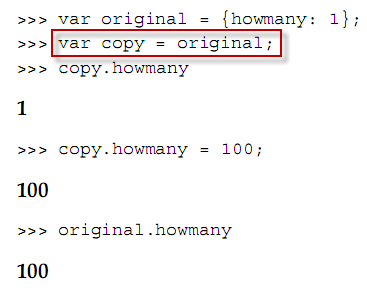 >>> var original = {howmany: 1};
>>> var copy = original;
>>> copy.howmany
1
>>> copy.howmany = 100;
100
>>> original.howmany
100